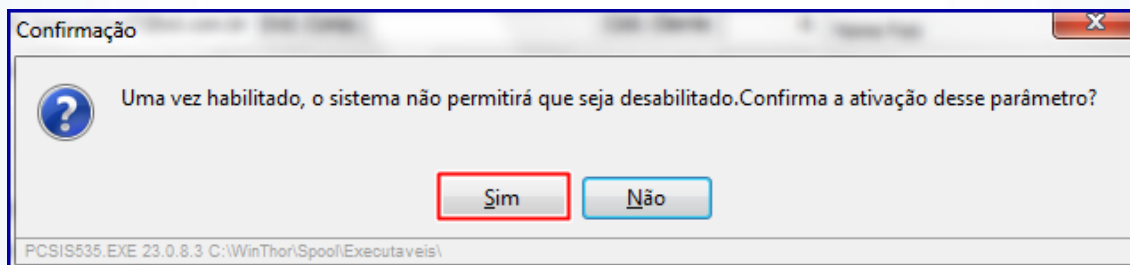 Confirmação
Uma vez habilitado, o sistema não permitirá que seja desabilitado.Confirma a ativação desse parâmetro?
Sim
Não
PCSIS535.EXE 23.0.8.3 C:\WinThor\Spool\Executaveis\